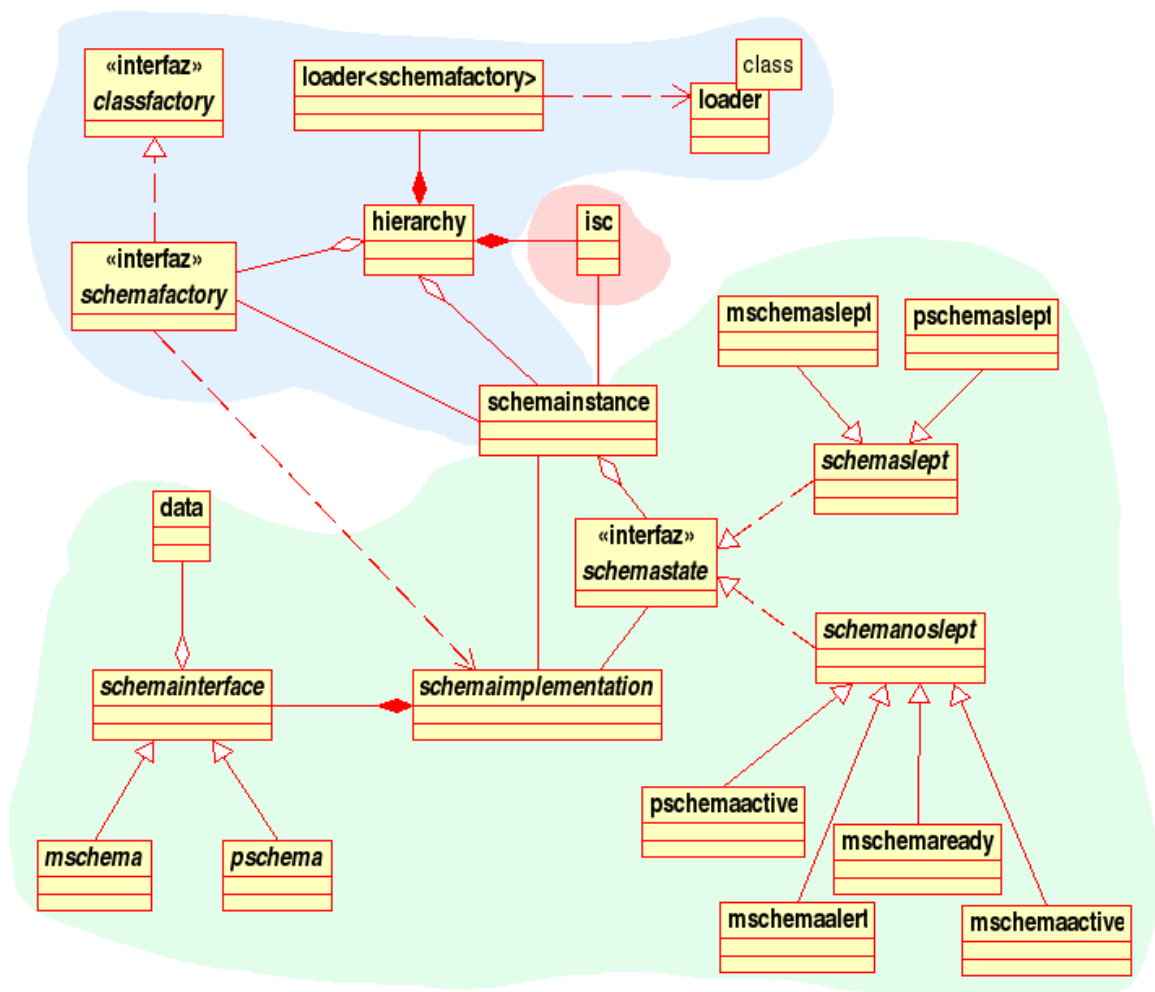 «interfaz»
classfactory
loader<schemafactory>
class
loader
hierarchy
isc
«interfaz»
schemafactory
mschemaslept
pschemaslept
schemainstance
schemaslept
data
«interfaz»
schemastate
schemanoslept
schemainterface
schemaimplementation
pschemaactive
mschemaready
mschema
pschema
mschemaalert
mschemaactive